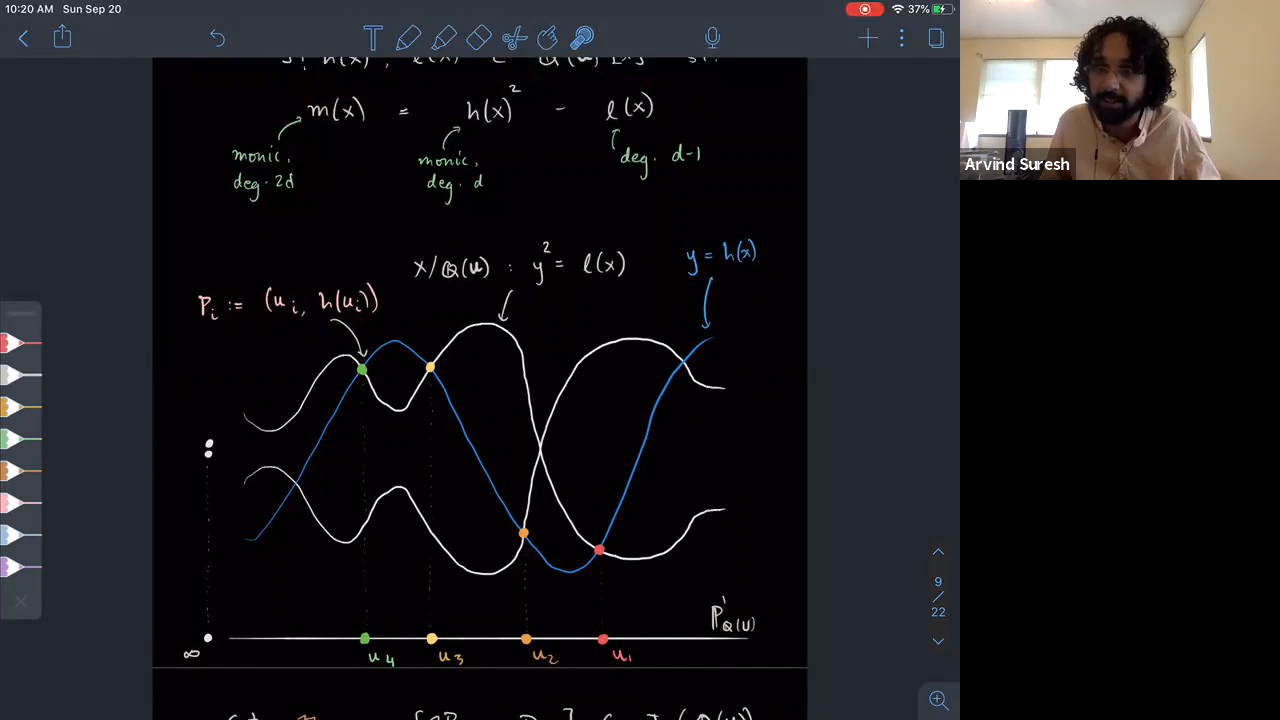 10:20 AM Sun Sep 20
37%
m(x) = h(x)² - l(x)
monic, deg. 2d
monic, deg. d
deg. d-1
Arvind Suresh
X/ℚ(u) : y² = l(x)
y = h(x)
Pᵢ := (uᵢ, h(uᵢ))
ℙ¹ ℚ(u)
∞
u₄ u₃ u₂ u₁
9
/
22